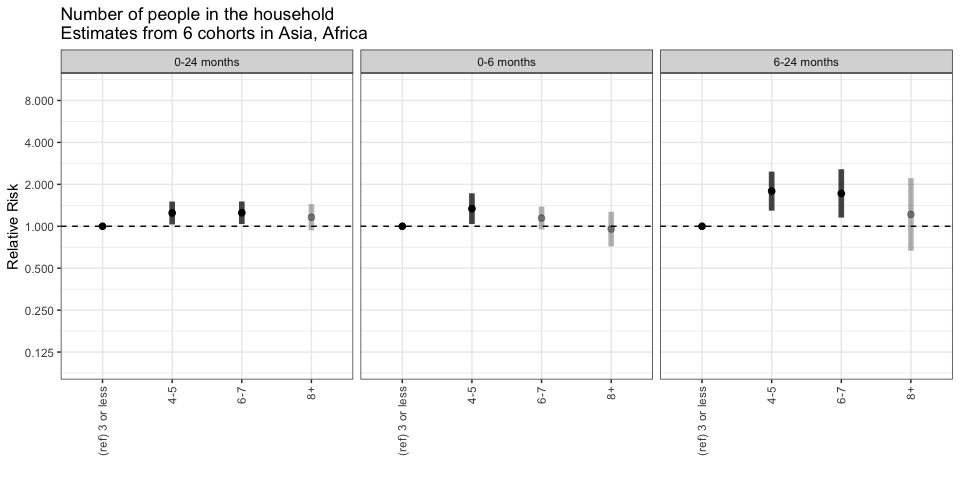 Number of people in the household
Estimates from 6 cohorts in Asia, Africa
0-24 months
0-6 months
6-24 months
Relative Risk
8.000
4.000
2.000
1.000
0.500
0.250
0.125
(ref) 3 or less
4-5
6-7
8+
(ref) 3 or less
4-5
6-7
8+
(ref) 3 or less
4-5
6-7
8+